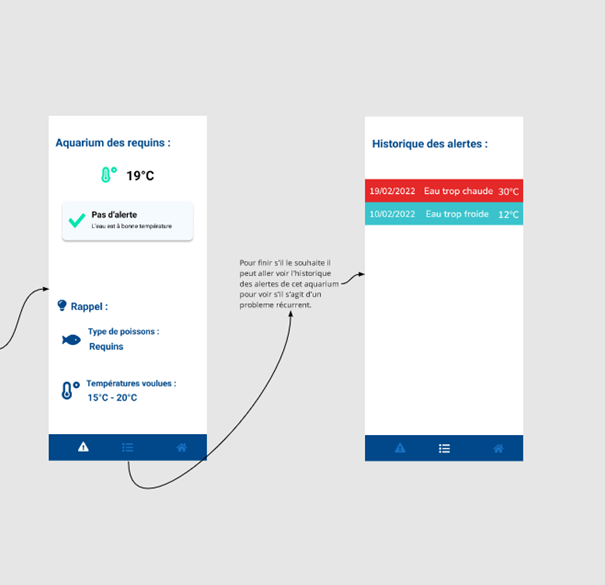 Aquarium des requins :
19°C
Pas d'alerte
L'eau est à bonne température
Rappel :
Type de poissons :
Requins
Températures voulues :
15°C - 20°C
Pour finir s'il le souhaite il
peut aller voir l'historique
des alertes de cet aquarium
pour voir s'il s'agit d'un
probleme récurrent.
Historique des alertes :
19/02/2022 Eau trop chaude 30°C
10/02/2022 Eau trop froide 12°C